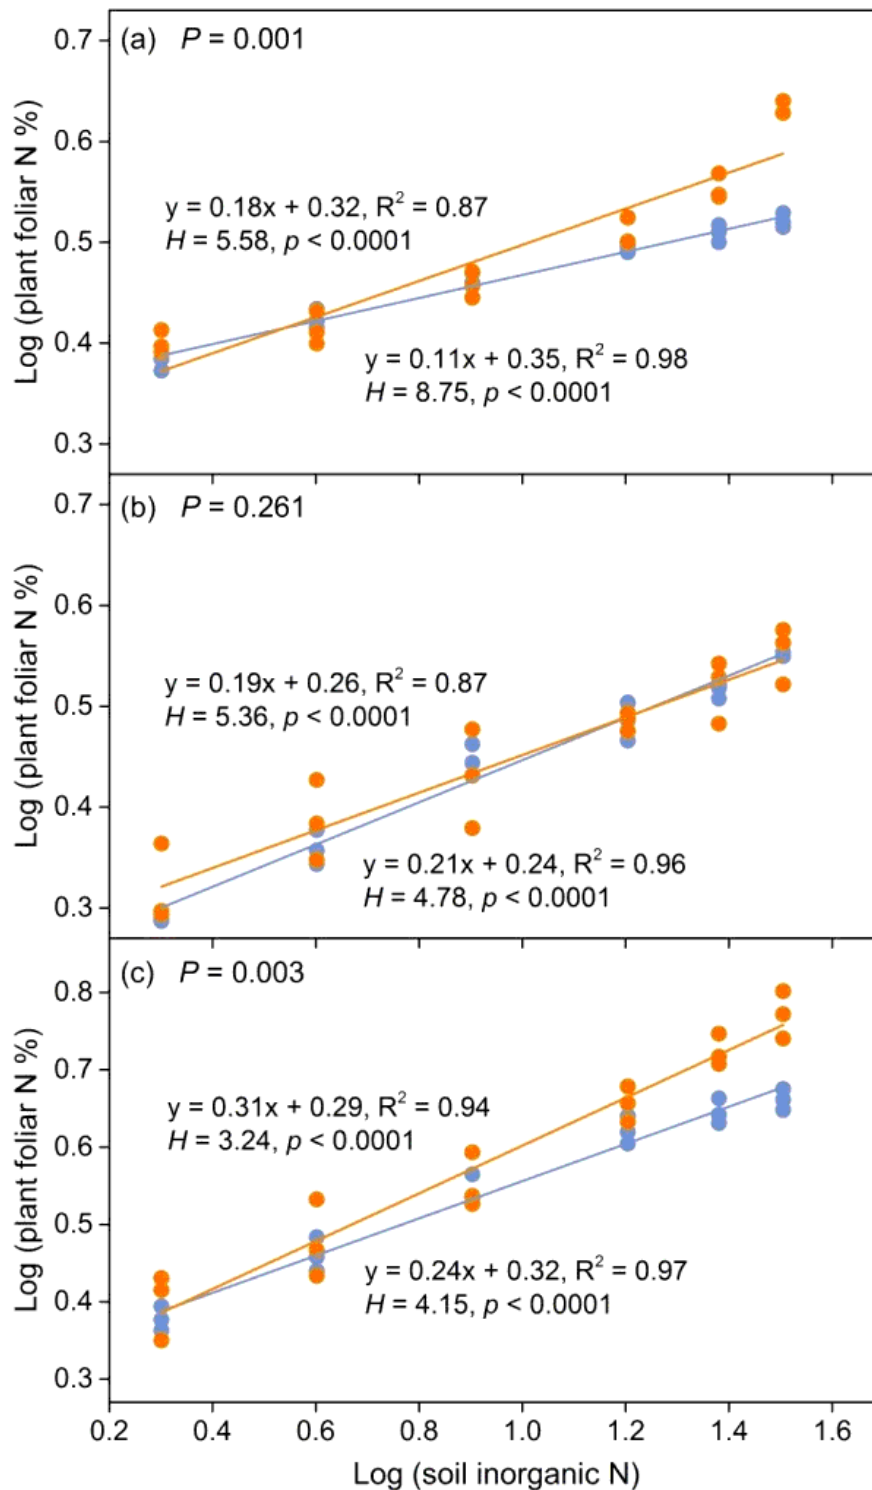 (a) P = 0.001
0.7
0.6
0.5
0.4
0.3
Log (plant foliar N %)
y = 0.18x + 0.32, R² = 0.87
H = 5.58, p < 0.0001
y = 0.11x + 0.35, R² = 0.98
H = 8.75, p < 0.0001
(b) P = 0.261
0.7
0.6
0.5
0.4
0.3
Log (plant foliar N %)
y = 0.19x + 0.26, R² = 0.87
H = 5.36, p < 0.0001
y = 0.21x + 0.24, R² = 0.96
H = 4.78, p < 0.0001
(c) P = 0.003
0.8
0.7
0.6
0.5
0.4
0.3
Log (plant foliar N %)
y = 0.31x + 0.29, R² = 0.94
H = 3.24, p < 0.0001
y = 0.24x + 0.32, R² = 0.97
H = 4.15, p < 0.0001
0.2 0.4 0.6 0.8 1.0 1.2 1.4 1.6
Log (soil inorganic N)